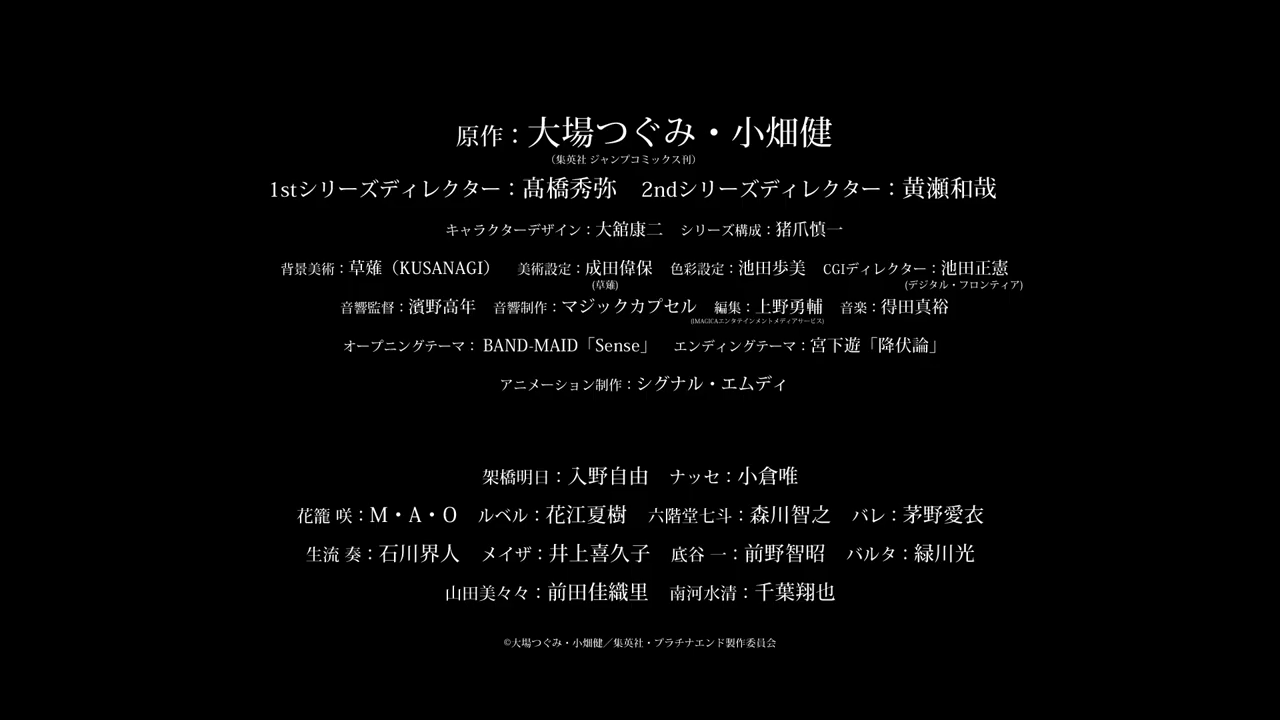 原作：大場つぐみ・小畑健
（集英社 ジャンプコミックス刊）
1stシリーズディレクター：髙橋秀弥　2ndシリーズディレクター：黄瀬和哉
キャラクターデザイン：大舘康二　シリーズ構成：猪爪慎一
背景美術：草薙（KUSANAGI）　美術設定：成田偉保　色彩設定：池田歩美　CGIディレクター：池田正憲
(草薙)　(デジタル・フロンティア)
音響監督：濱野高年　音響制作：マジックカプセル　編集：上野勇輔　音楽：得田真裕
(IMAGICAエンタテインメントメディアサービス)
オープニングテーマ： BAND-MAID「Sense」　エンディングテーマ：宮下遊「降伏論」
アニメーション制作：シグナル・エムディ
架橋明日：入野自由　ナッセ：小倉唯
花籠 咲：M・A・O　ルベル：花江夏樹　六階堂七斗：森川智之　バレ：茅野愛衣
生流 奏：石川界人　メイザ：井上喜久子　底谷 一：前野智昭　バルタ：緑川光
山田美々々：前田佳織里　南河水清：千葉翔也
©大場つぐみ・小畑健／集英社・プラチナエンド製作委員会